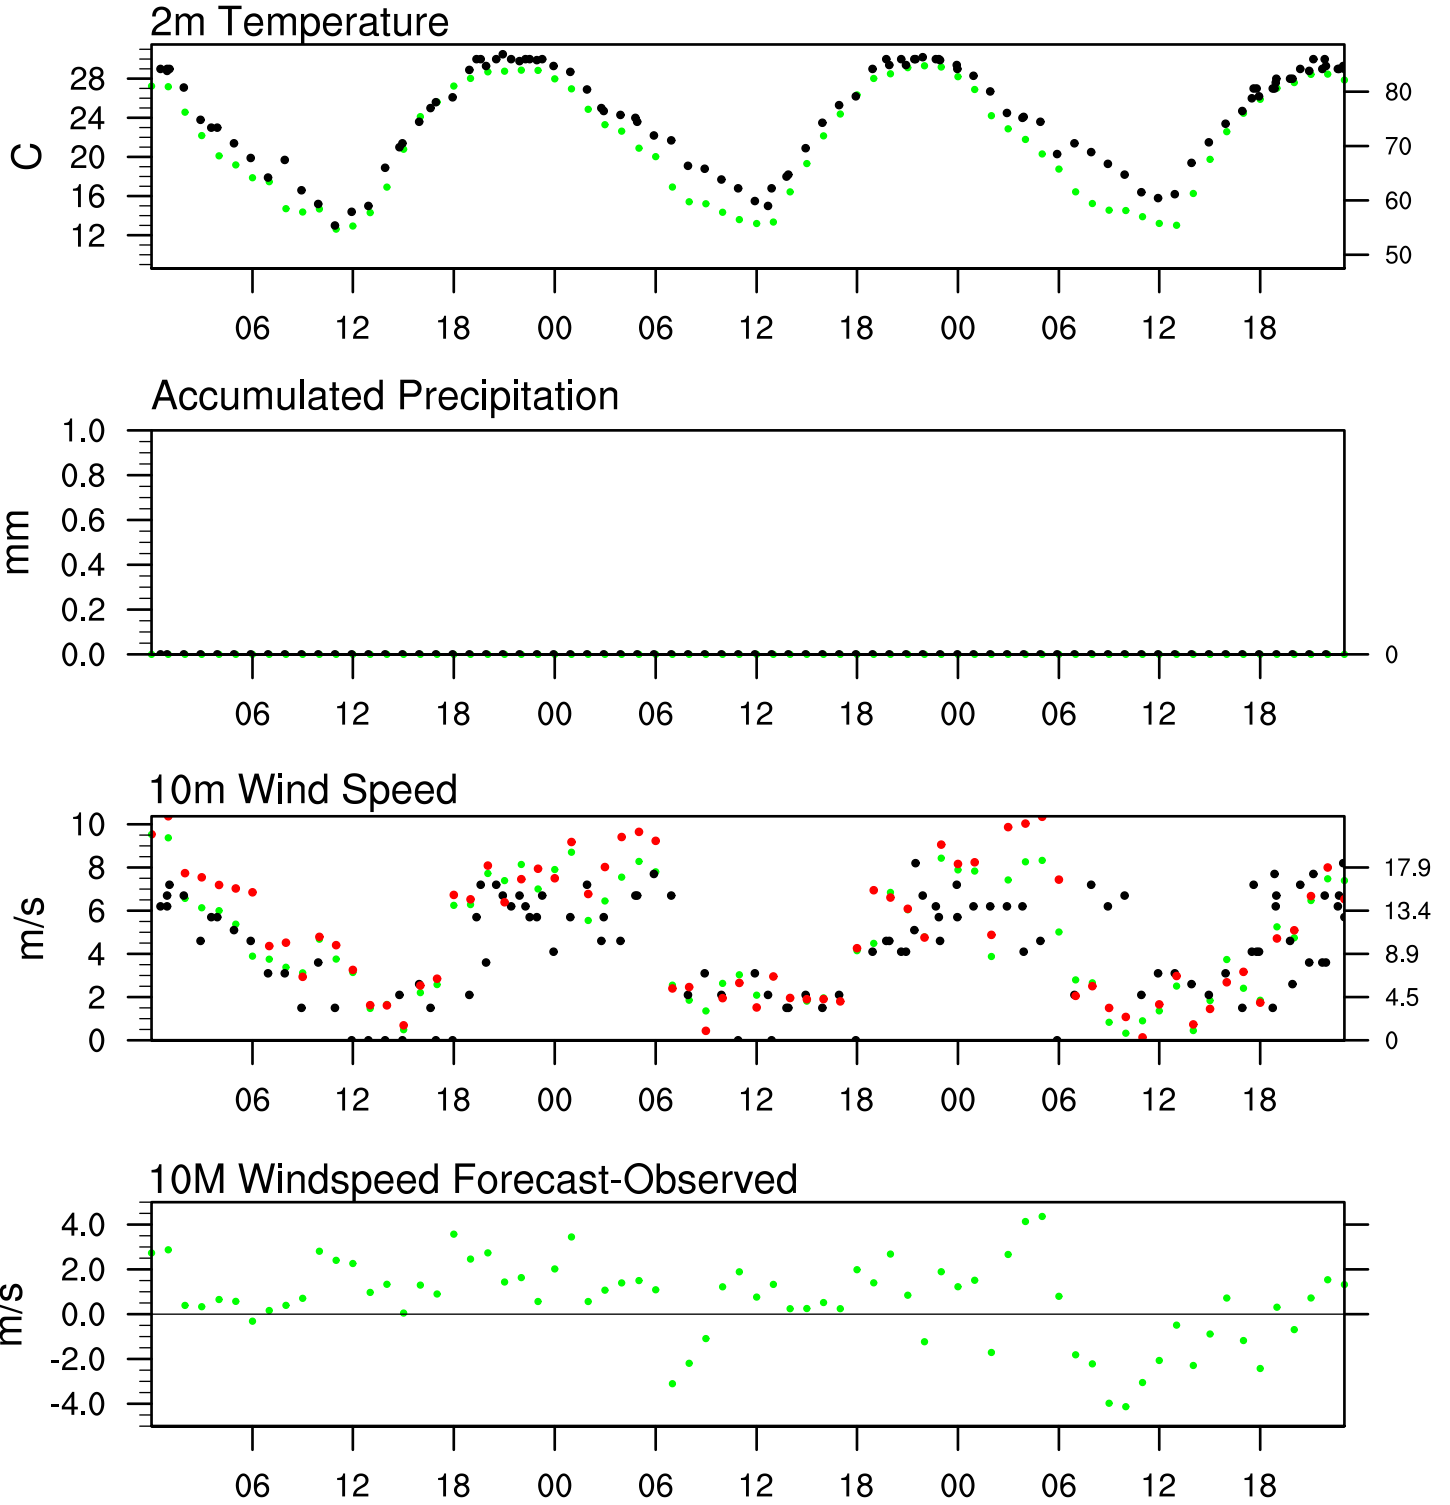 2m Temperature
C
28
24
20
16
12
80
70
60
50
06 12 18 00 06 12 18 00 06 12 18
Accumulated Precipitation
mm
1.0
0.8
0.6
0.4
0.2
0.0
0
06 12 18 00 06 12 18 00 06 12 18
10m Wind Speed
m/s
10
8
6
4
2
0
17.9
13.4
8.9
4.5
0
06 12 18 00 06 12 18 00 06 12 18
10M Windspeed Forecast-Observed
m/s
4.0
2.0
0.0
-2.0
-4.0
06 12 18 00 06 12 18 00 06 12 18